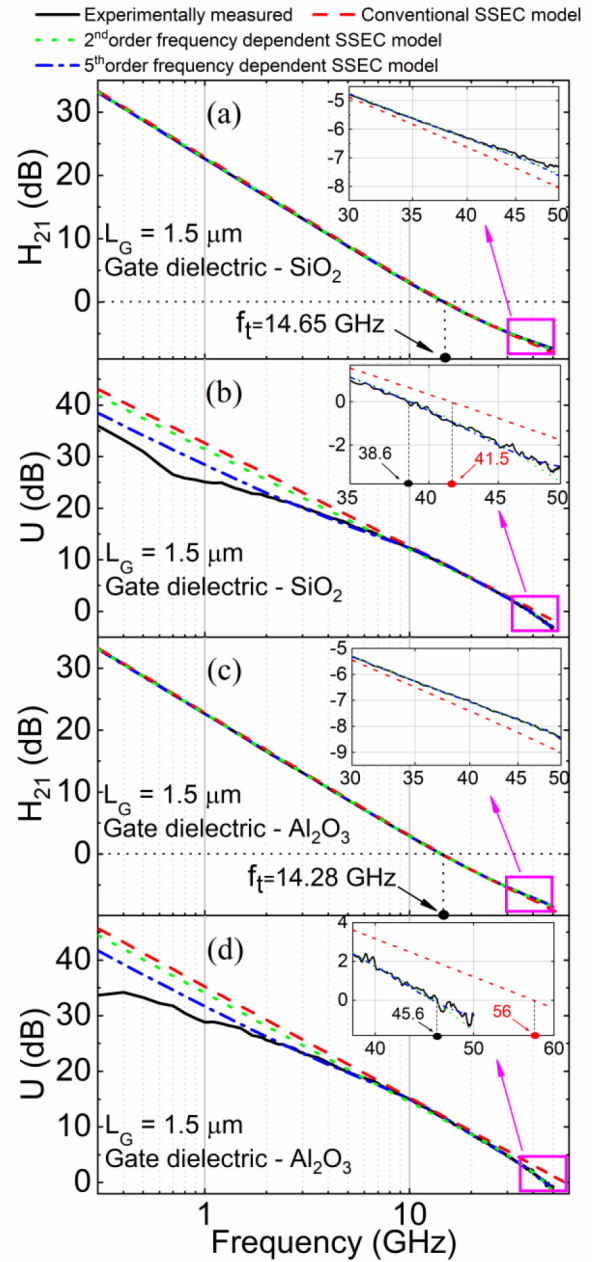 Experimentally measured Conventional SSEC model
2nd order frequency dependent SSEC model
5th order frequency dependent SSEC model
30
20
10
0
H21 (dB)
(a)
LG = 1.5 μm
Gate dielectric - SiO2
ft=14.65 GHz
-5
-6
-7
-8
30 35 40 45 50
40
30
20
10
0
U (dB)
(b)
LG = 1.5 μm
Gate dielectric - SiO2
0
-2
38.6
41.5
35 40 45 50
30
20
10
0
H21 (dB)
(c)
LG = 1.5 μm
Gate dielectric - Al2O3
ft=14.28 GHz
-5
-6
-7
-8
-9
30 35 40 45 50
40
30
20
10
0
U (dB)
(d)
LG = 1.5 μm
Gate dielectric - Al2O3
4
2
0
45.6
56
40 50 60
1 10
Frequency (GHz)